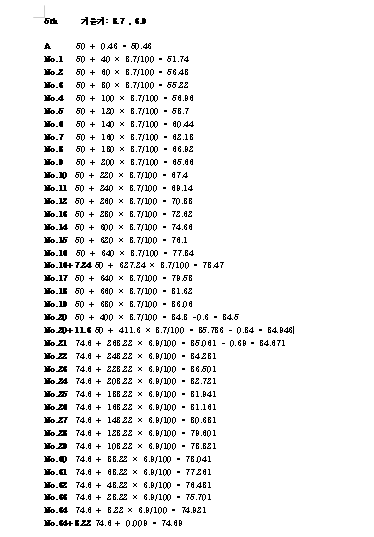 5th 기울기: 8.7 , 3.9
A 50 + 0.43 = 50.43
No.1 50 + 40 × 8.7/100 = 51.74
No.2 50 + 60 × 8.7/100 = 53.48
No.3 50 + 80 × 8.7/100 = 55.22
No.4 50 + 100 × 8.7/100 = 56.96
No.5 50 + 120 × 8.7/100 = 58.7
No.6 50 + 140 × 8.7/100 = 60.44
No.7 50 + 160 × 8.7/100 = 62.18
No.8 50 + 180 × 8.7/100 = 63.92
No.9 50 + 200 × 8.7/100 = 65.66
No.10 50 + 220 × 8.7/100 = 67.4
No.11 50 + 240 × 8.7/100 = 69.14
No.12 50 + 260 × 8.7/100 = 70.88
No.13 50 + 280 × 8.7/100 = 72.62
No.14 50 + 300 × 8.7/100 = 74.36
No.15 50 + 320 × 8.7/100 = 76.1
No.16 50 + 340 × 8.7/100 = 77.84
No.16+7.24 50 + 327.24 × 8.7/100 = 78.47
No.17 50 + 340 × 8.7/100 = 79.58
No.18 50 + 360 × 8.7/100 = 81.32
No.19 50 + 380 × 8.7/100 = 83.06
No.20 50 + 400 × 8.7/100 = 84.8 -0.3 = 84.5
No.20+11.3 50 + 411.3 × 8.7/100 = 85.783 - 0.84 = 84.943
No.21 74.6 + 268.22 × 3.9/100 = 85.061 - 0.39 = 84.671
No.22 74.6 + 248.22 × 3.9/100 = 84.281
No.23 74.6 + 228.22 × 3.9/100 = 83.501
No.24 74.6 + 208.22 × 3.9/100 = 82.721
No.25 74.6 + 188.22 × 3.9/100 = 81.941
No.26 74.6 + 168.22 × 3.9/100 = 81.161
No.27 74.6 + 148.22 × 3.9/100 = 80.381
No.28 74.6 + 128.22 × 3.9/100 = 79.601
No.29 74.6 + 108.22 × 3.9/100 = 78.821
No.30 74.6 + 88.22 × 3.9/100 = 78.041
No.31 74.6 + 68.22 × 3.9/100 = 77.261
No.32 74.6 + 48.22 × 3.9/100 = 76.481
No.33 74.6 + 28.22 × 3.9/100 = 75.701
No.34 74.6 + 8.22 × 3.9/100 = 74.921
No.34+8.22 74.6 + 0.009 = 74.69